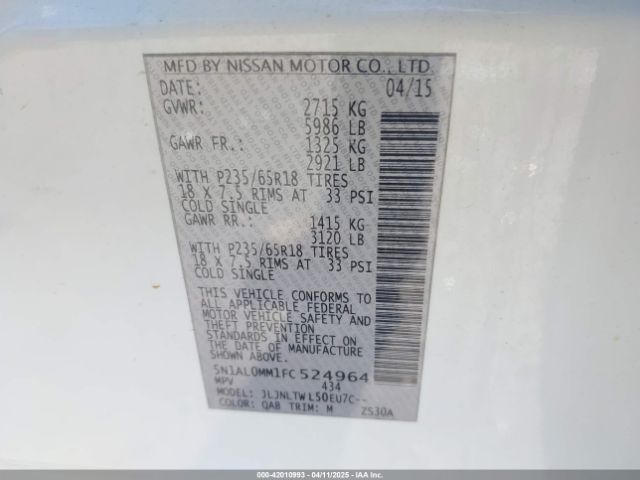 MFD BY NISSAN MOTOR CO., LTD.
DATE: 04/15
GVWR: 2715 KG
5986 LB
GAWR FR.: 1325 KG
2921 LB
WITH P235/65R18 TIRES
18 X 7.5 RIMS AT 33 PSI
COLD SINGLE
GAWR RR.: 1415 KG
3120 LB
WITH P235/65R18 TIRES
18 X 7.5 RIMS AT 33 PSI
COLD SINGLE
THIS VEHICLE CONFORMS TO
ALL APPLICABLE FEDERAL
MOTOR VEHICLE SAFETY AND
THEFT PREVENTION
STANDARDS IN EFFECT ON
THE DATE OF MANUFACTURE
SHOWN ABOVE.
5N1AL0MM1FC524964
MPV 434
MODEL: JLJNLTWL50EU7C--
COLOR: QAB TRIM: M ZS30A
000-42010993 - 04/11/2025 - IAAI.COM